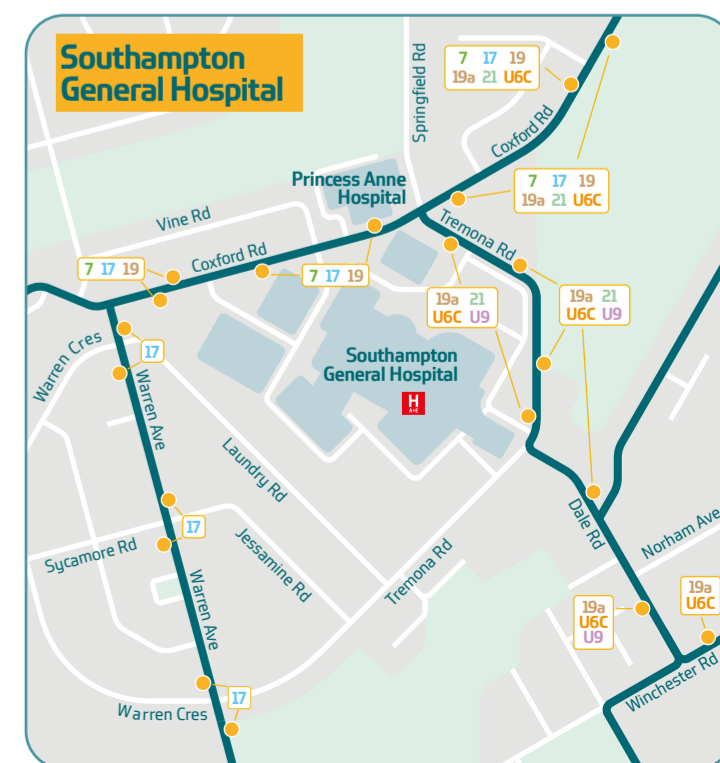 Southampton
General Hospital
Springfield Rd
7 17 19
19a 21 U6C
Coxford Rd
Princess Anne
Hospital
7 17 19
19a 21 U6C
Vine Rd
Tremona Rd
Coxford Rd
7 17 19
7 17 19
19a 21
U6C U9
19a 21
U6C U9
Warren Cres
17
Southampton
General Hospital
H
A+E
Warren Ave
Laundry Rd
17
Dale Rd
Norham Ave
Sycamore Rd
Jessamine Rd
Tremona Rd
Warren Ave
19a
U6C
U9
19a
U6C
17
Warren Cres
Winchester Rd